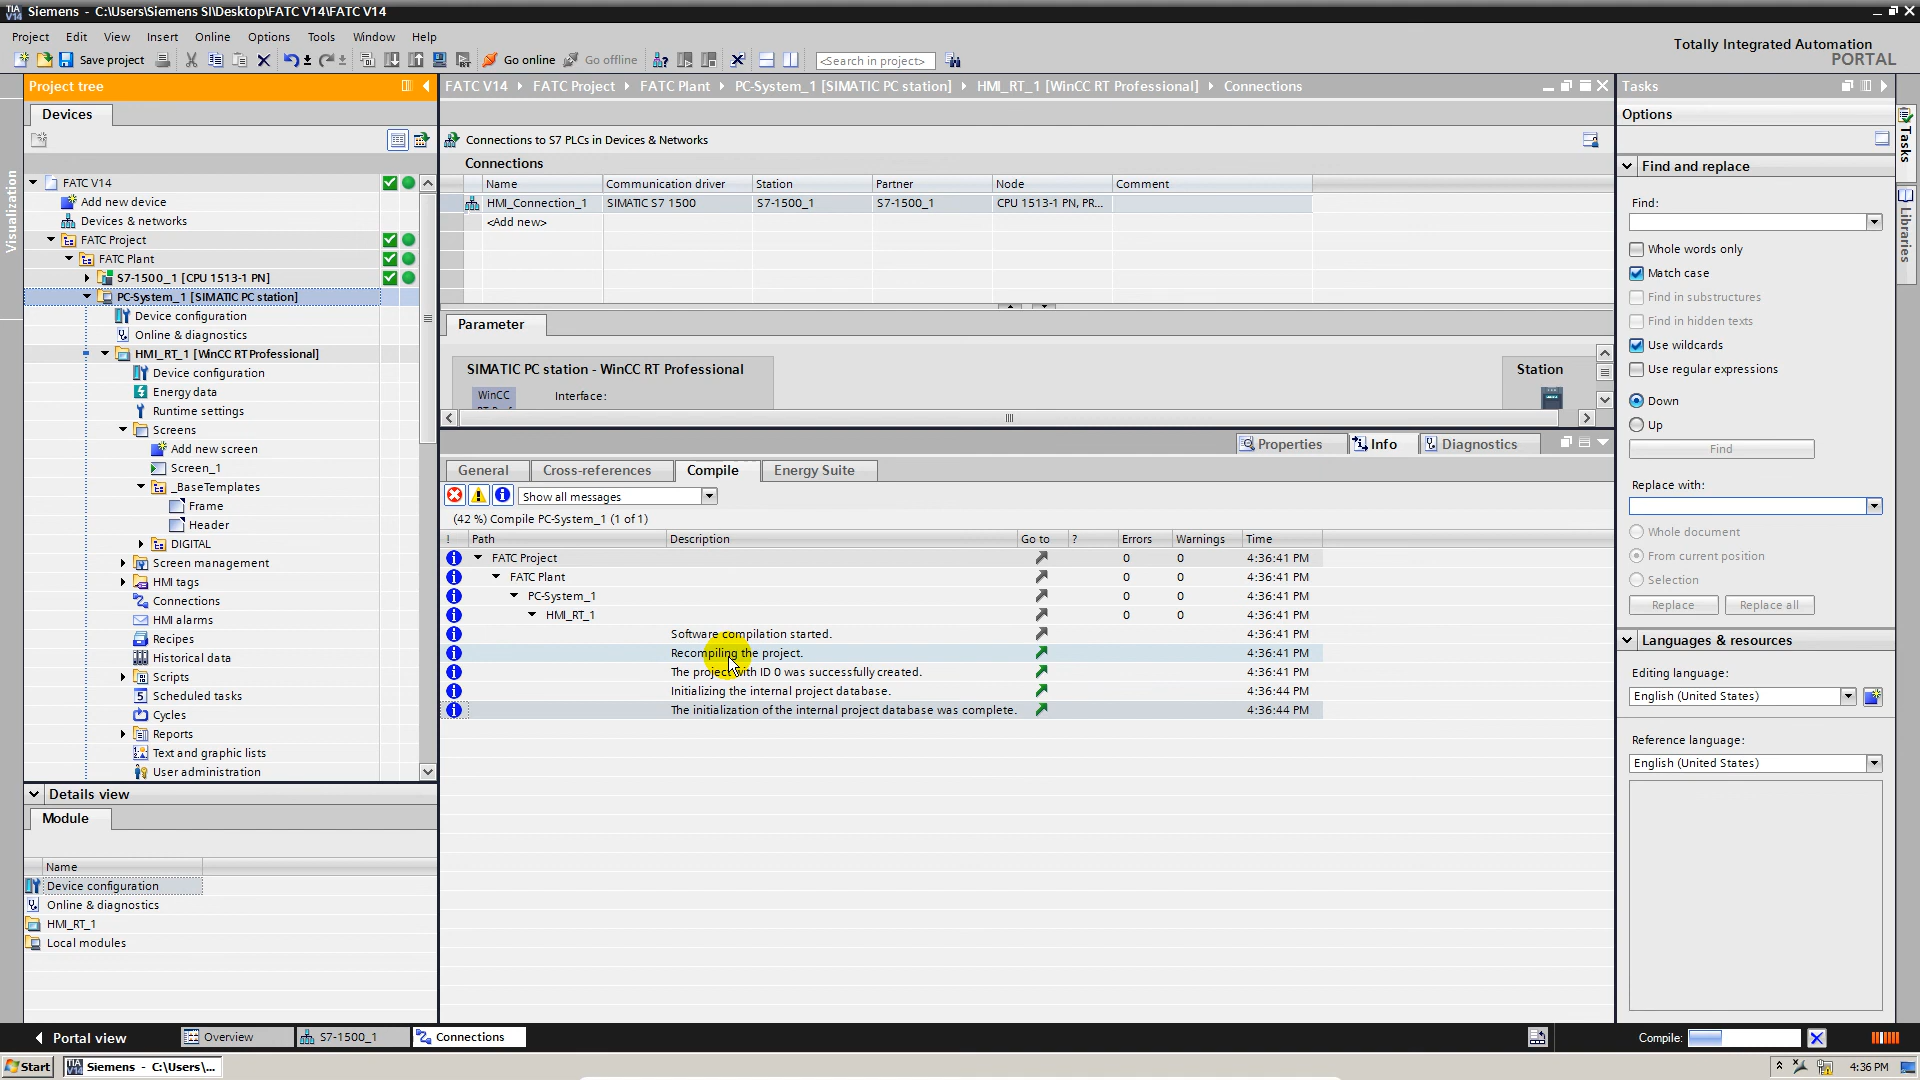 Siemens - C:\Users\Siemens SI\Desktop\FATC V14\FATC V14
Project Edit View Insert Online Options Tools Window Help
Totally Integrated Automation
PORTAL
Save project
Go online
Go offline
<Search in project>
Project tree
FATC V14 FATC Project FATC Plant PC-System_1 [SIMATIC PC station] HMI_RT_1 [WinCC RT Professional] Connections
Tasks
Visualization
Devices
FATC V14
Add new device
Devices & networks
FATC Project
FATC Plant
S7-1500_1 [CPU 1513-1 PN]
PC-System_1 [SIMATIC PC station]
Device configuration
Online & diagnostics
HMI_RT_1 [WinCC RT Professional]
Device configuration
Energy data
Runtime settings
Screens
Add new screen
Screen_1
_BaseTemplates
Frame
Header
DIGITAL
Screen management
HMI tags
Connections
HMI alarms
Recipes
Historical data
Scripts
Scheduled tasks
Cycles
Reports
Text and graphic lists
User administration
Details view
Module
Name
Device configuration
Online & diagnostics
HMI_RT_1
Local modules
Connections to S7 PLCs in Devices & Networks
Connections
Name Communication driver Station Partner Node Comment
HMI_Connection_1 SIMATIC S7 1500 S7-1500_1 S7-1500_1 CPU 1513-1 PN, PR...
<Add new>
Parameter
SIMATIC PC station - WinCC RT Professional
Station
WinCC
Interface:
Properties Info Diagnostics
General Cross-references Compile Energy Suite
Show all messages
(42 %) Compile PC-System_1 (1 of 1)
! Path Description Go to ? Errors Warnings Time
FATC Project 0 0 4:36:41 PM
FATC Plant 0 0 4:36:41 PM
PC-System_1 0 0 4:36:41 PM
HMI_RT_1 0 0 4:36:41 PM
Software compilation started. 4:36:41 PM
Recompiling the project. 4:36:41 PM
The project with ID 0 was successfully created. 4:36:41 PM
Initializing the internal project database. 4:36:44 PM
The initialization of the internal project database was complete. 4:36:44 PM
Options
Find and replace
Find:
Whole words only
Match case
Find in substructures
Find in hidden texts
Use wildcards
Use regular expressions
Down
Up
Find
Replace with:
Whole document
From current position
Selection
Replace Replace all
Languages & resources
Editing language:
English (United States)
Reference language:
English (United States)
Tasks
Libraries
Portal view Overview S7-1500_1 Connections
Compile:
Start
Siemens - C:\Users\...
4:36 PM